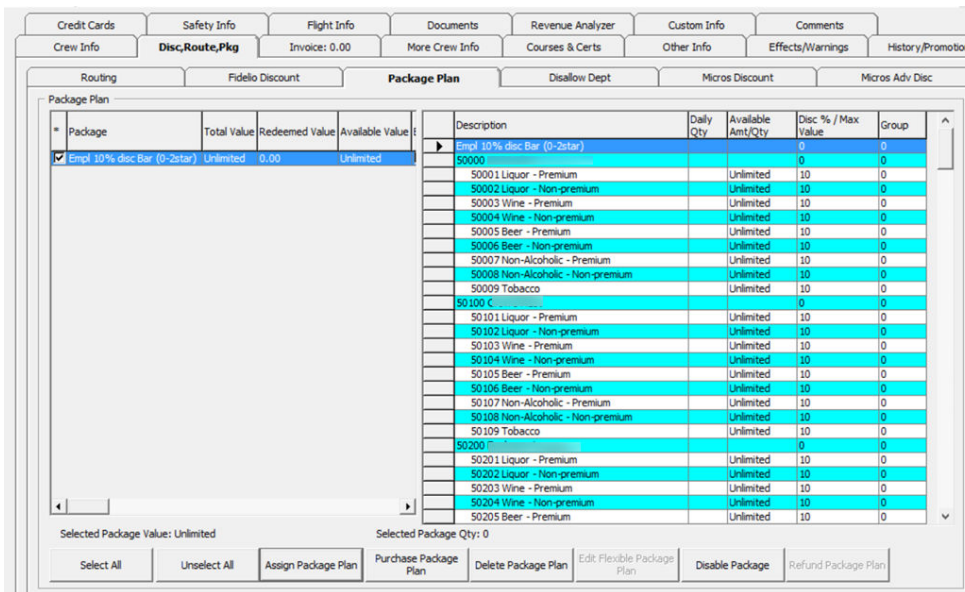 Credit Cards Safety Info Flight Info Documents Revenue Analyzer Custom Info Comments
Crew Info Disc,Route,Pkg Invoice: 0.00 More Crew Info Courses & Certs Other Info Effects/Warnings History/Promotio
Routing Fidelio Discount Package Plan Disallow Dept Micros Discount Micros Adv Disc
Package Plan
* Package Total Value Redeemed Value Available Value E
Empl 10% disc Bar (0-2star) Unlimited 0.00 Unlimited
Description Daily Qty Available Amt/Qty Disc % / Max Value Group
Empl 10% disc Bar (0-2star) 0 0
50000 0 0
50001 Liquor - Premium Unlimited 10 0
50002 Liquor - Non-premium Unlimited 10 0
50003 Wine - Premium Unlimited 10 0
50004 Wine - Non-premium Unlimited 10 0
50005 Beer - Premium Unlimited 10 0
50006 Beer - Non-premium Unlimited 10 0
50007 Non-Alcoholic - Premium Unlimited 10 0
50008 Non-Alcoholic - Non-premium Unlimited 10 0
50009 Tobacco Unlimited 10 0
50100 0 0
50101 Liquor - Premium Unlimited 10 0
50102 Liquor - Non-premium Unlimited 10 0
50103 Wine - Premium Unlimited 10 0
50104 Wine - Non-premium Unlimited 10 0
50105 Beer - Premium Unlimited 10 0
50106 Beer - Non-premium Unlimited 10 0
50107 Non-Alcoholic - Premium Unlimited 10 0
50108 Non-Alcoholic - Non-premium Unlimited 10 0
50109 Tobacco Unlimited 10 0
50200 0 0
50201 Liquor - Premium Unlimited 10 0
50202 Liquor - Non-premium Unlimited 10 0
50203 Wine - Premium Unlimited 10 0
50204 Wine - Non-premium Unlimited 10 0
50205 Beer - Premium Unlimited 10 0
Selected Package Value: Unlimited Selected Package Qty: 0
Select All Unselect All Assign Package Plan Purchase Package Plan Delete Package Plan Edit Flexible Package Plan Disable Package Refund Package Plan